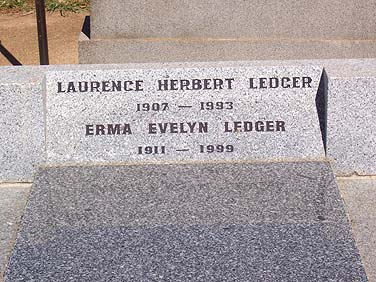 LAURENCE HERBERT LEDGER
1907 — 1993
ERMA EVELYN LEDGER
1911 — 1999